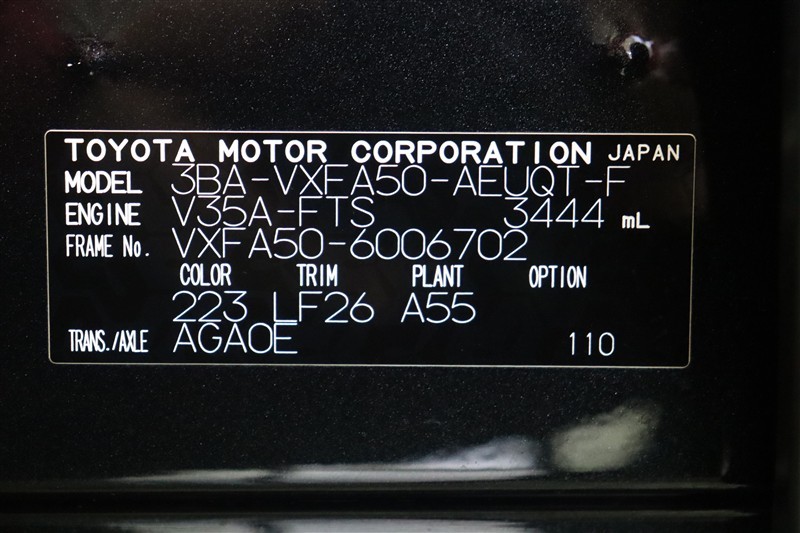 TOYOTA MOTOR CORPORATION JAPAN
MODEL 3BA-VXFA50-AEUQT-F
ENGINE V35A-FTS 3444 mL
FRAME No. VXFA50-6006702
COLOR TRIM PLANT OPTION
223 LF26 A55
TRANS./AXLE AGA0E 110